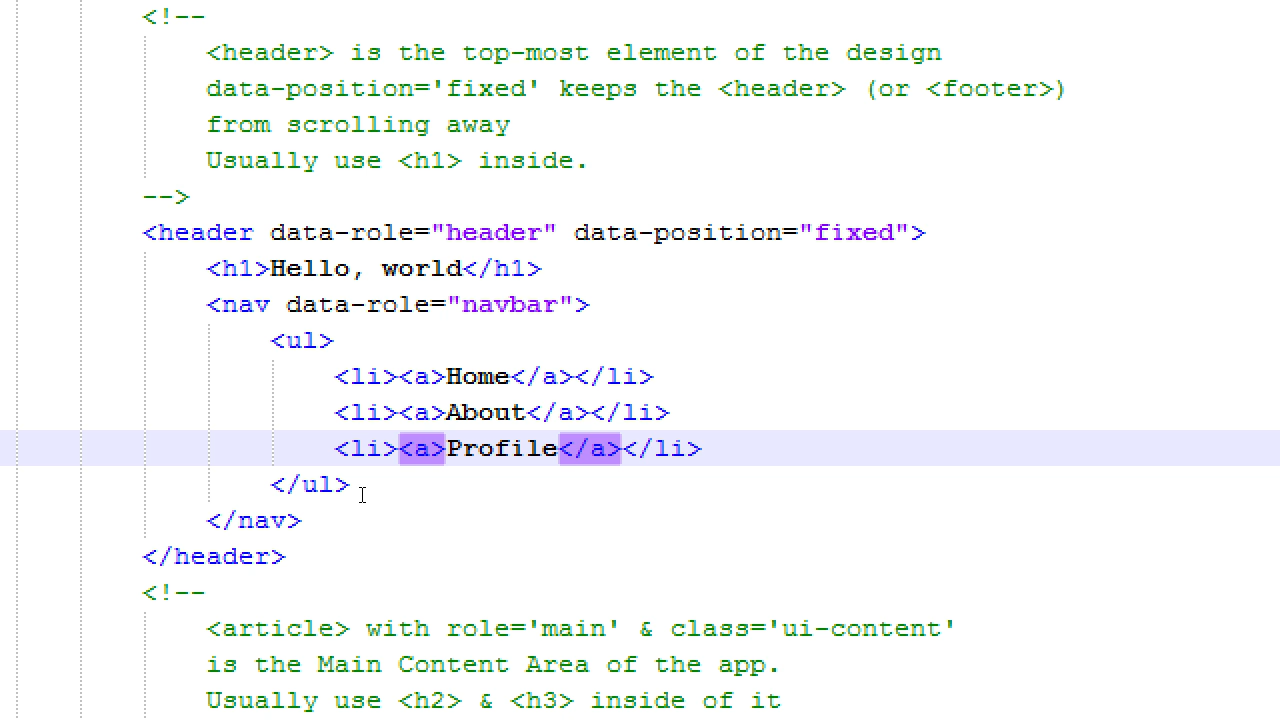 <!--
<header> is the top-most element of the design
data-position='fixed' keeps the <header> (or <footer>)
from scrolling away
Usually use <h1> inside.
-->
<header data-role="header" data-position="fixed">
<h1>Hello, world</h1>
<nav data-role="navbar">
<ul>
<li><a>Home</a></li>
<li><a>About</a></li>
<li><a>Profile</a></li>
</ul>
</nav>
</header>
<!--
<article> with role='main' & class='ui-content'
is the Main Content Area of the app.
Usually use <h2> & <h3> inside of it